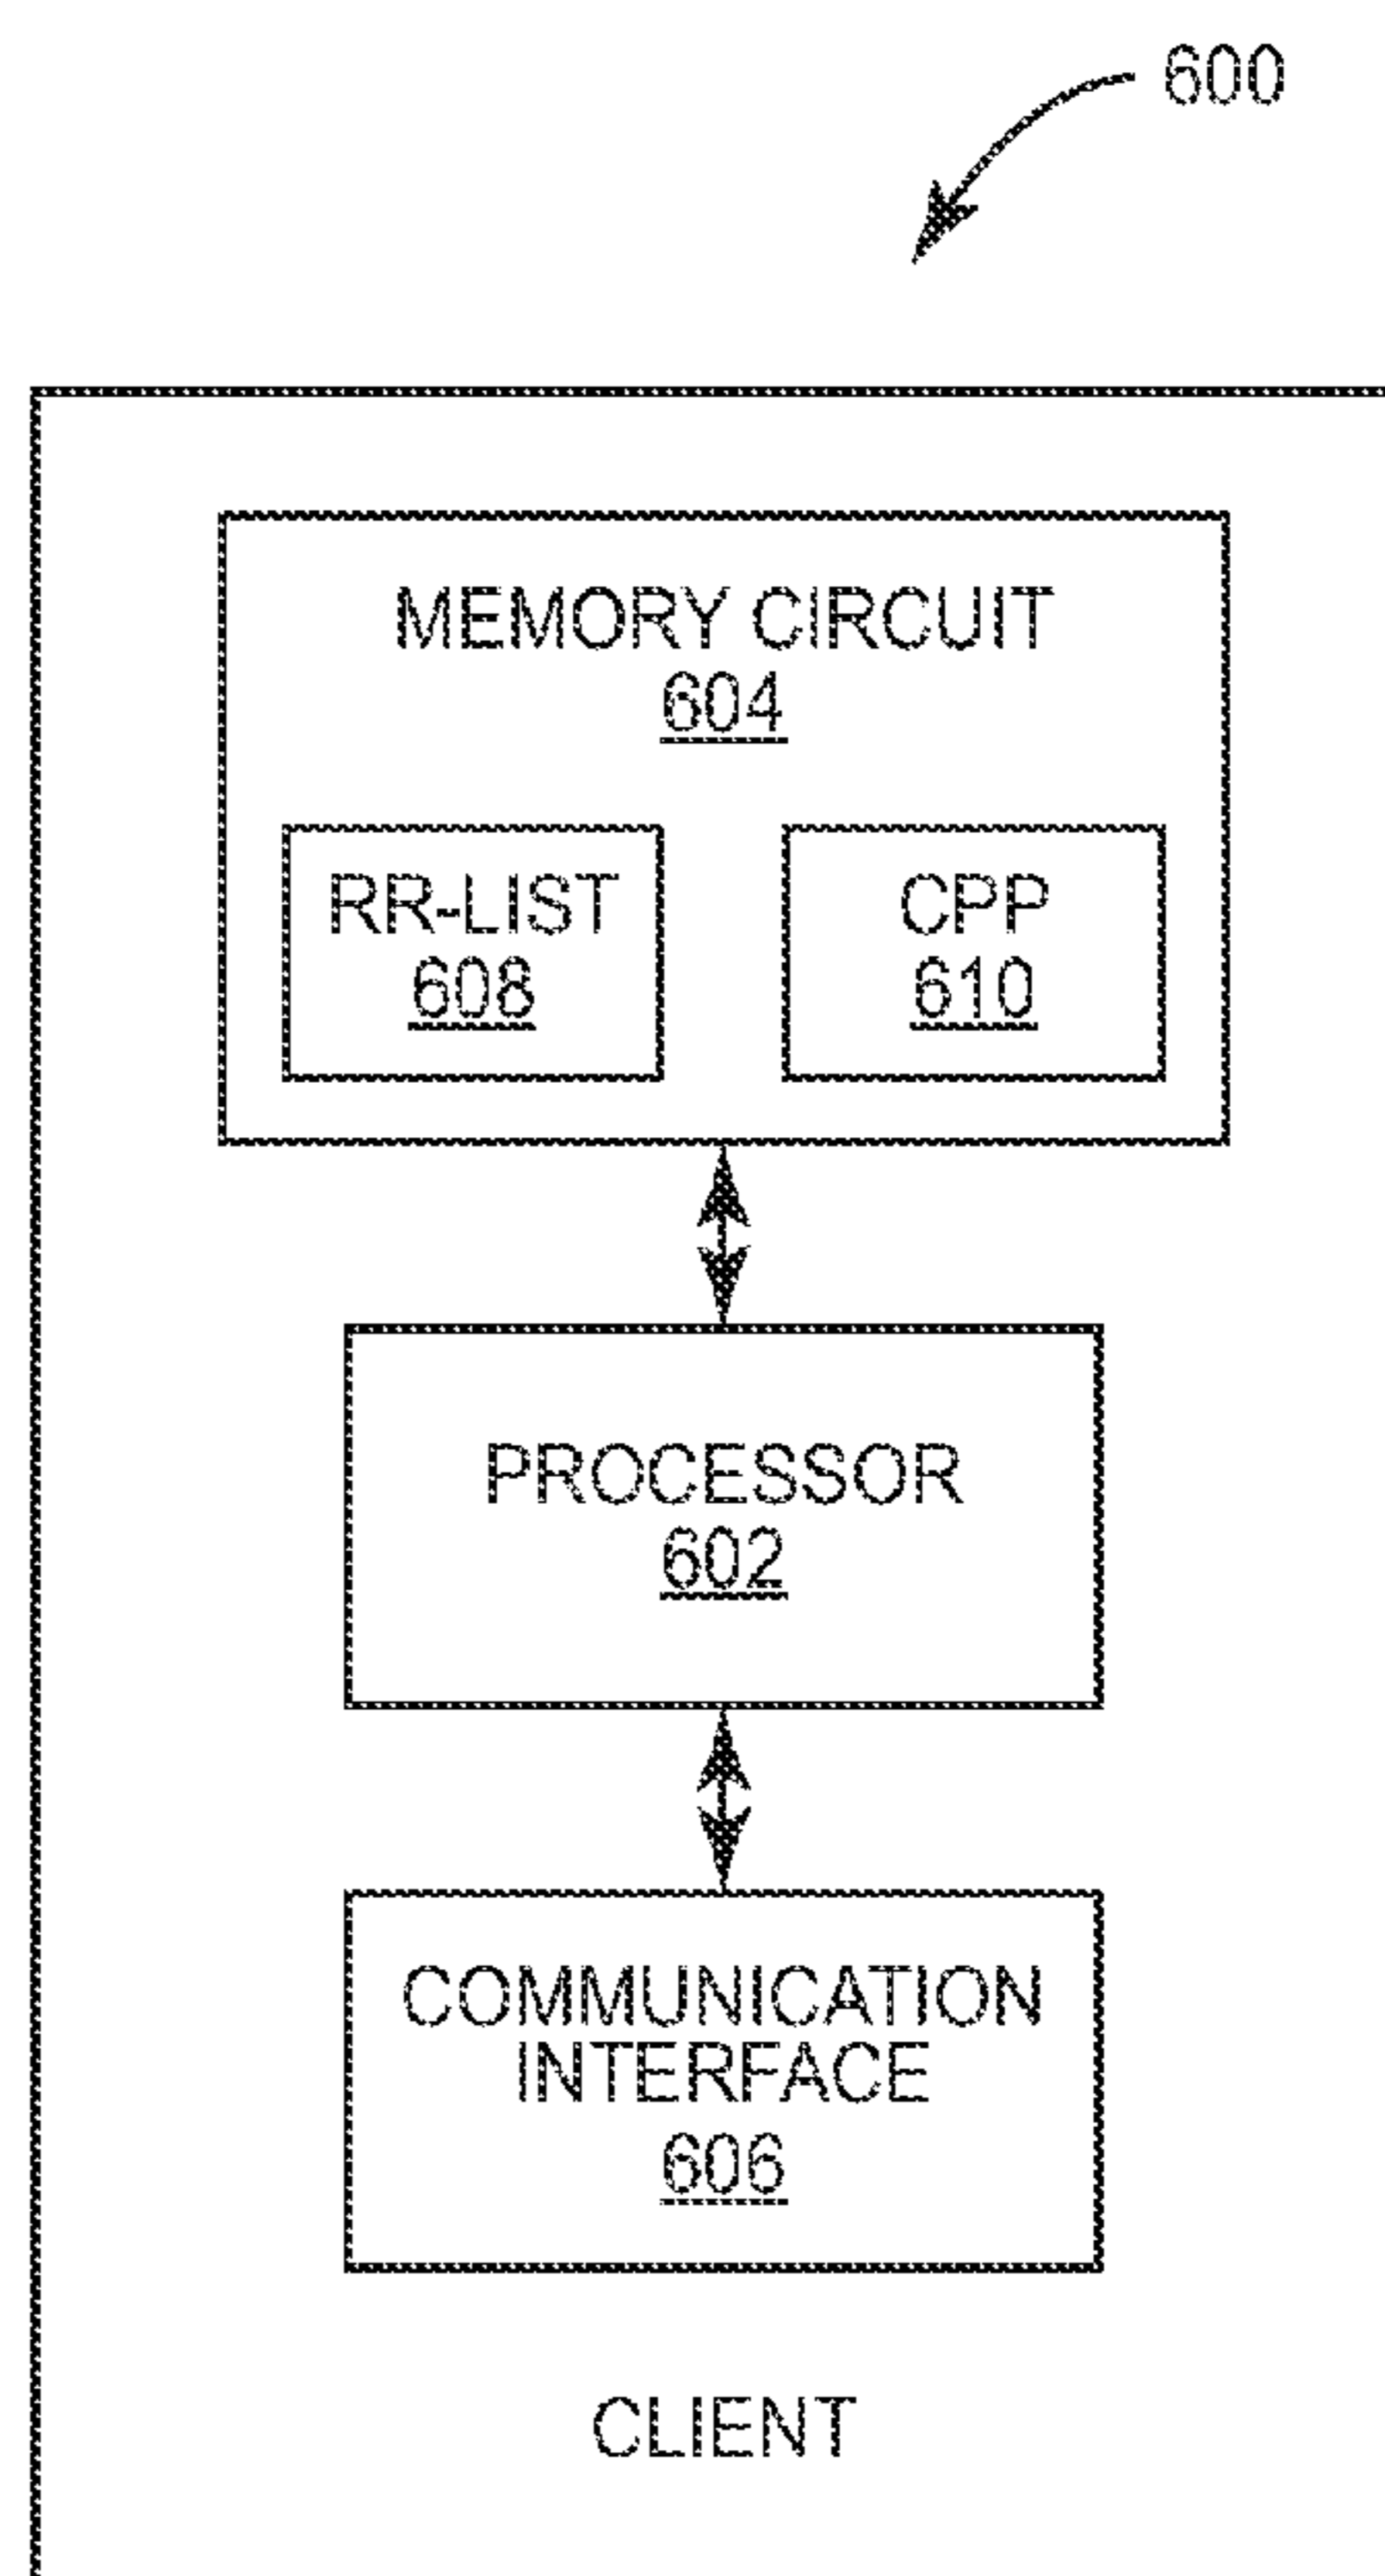 600
MEMORY CIRCUIT
604
RR-LIST
608
CPP
610
PROCESSOR
602
COMMUNICATION
INTERFACE
606
CLIENT